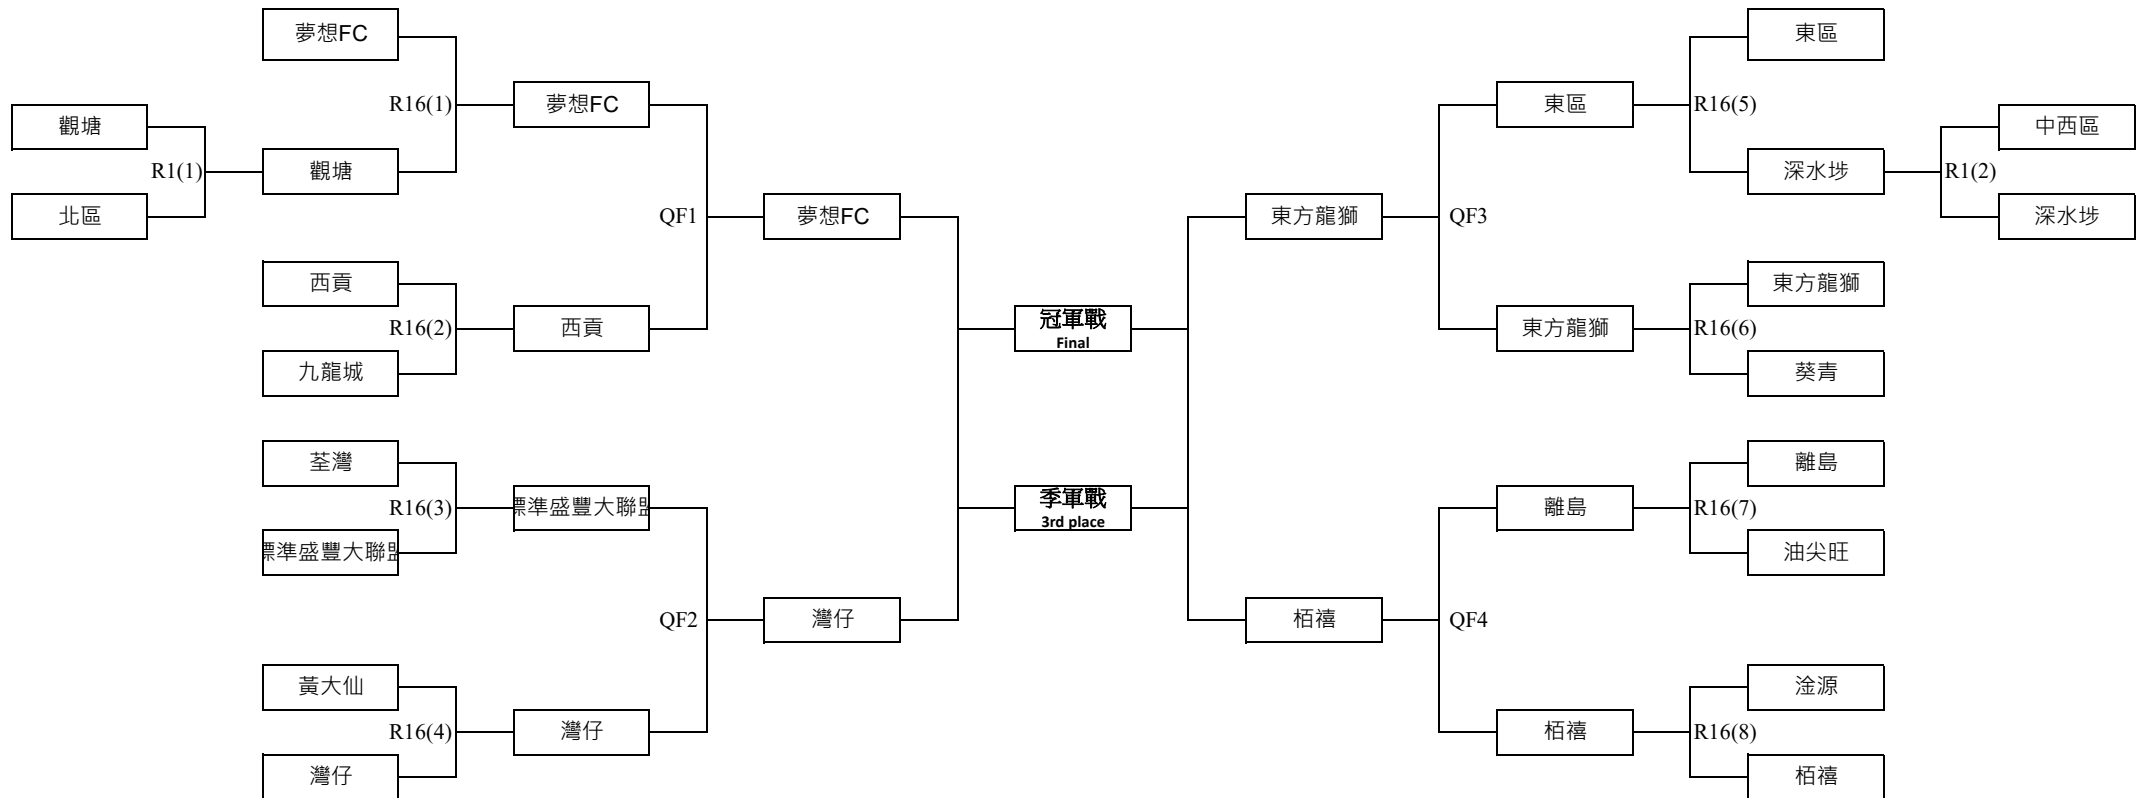 夢想FC
觀塘
R1(1)
北區
R16(1)
觀塘
夢想FC
西貢
R16(2)
九龍城
西貢
QF1
夢想FC
荃灣
R16(3)
標準盛豐大聯盟
標準盛豐大聯盟
黃大仙
R16(4)
灣仔
灣仔
QF2
灣仔
冠軍戰
Final
季軍戰
3rd place
東方龍獅
QF3
東區
R16(5)
東區
深水埗
R1(2)
中西區
深水埗
東方龍獅
R16(6)
東方龍獅
葵青
栢禧
QF4
離島
R16(7)
離島
油尖旺
栢禧
R16(8)
淦源
栢禧